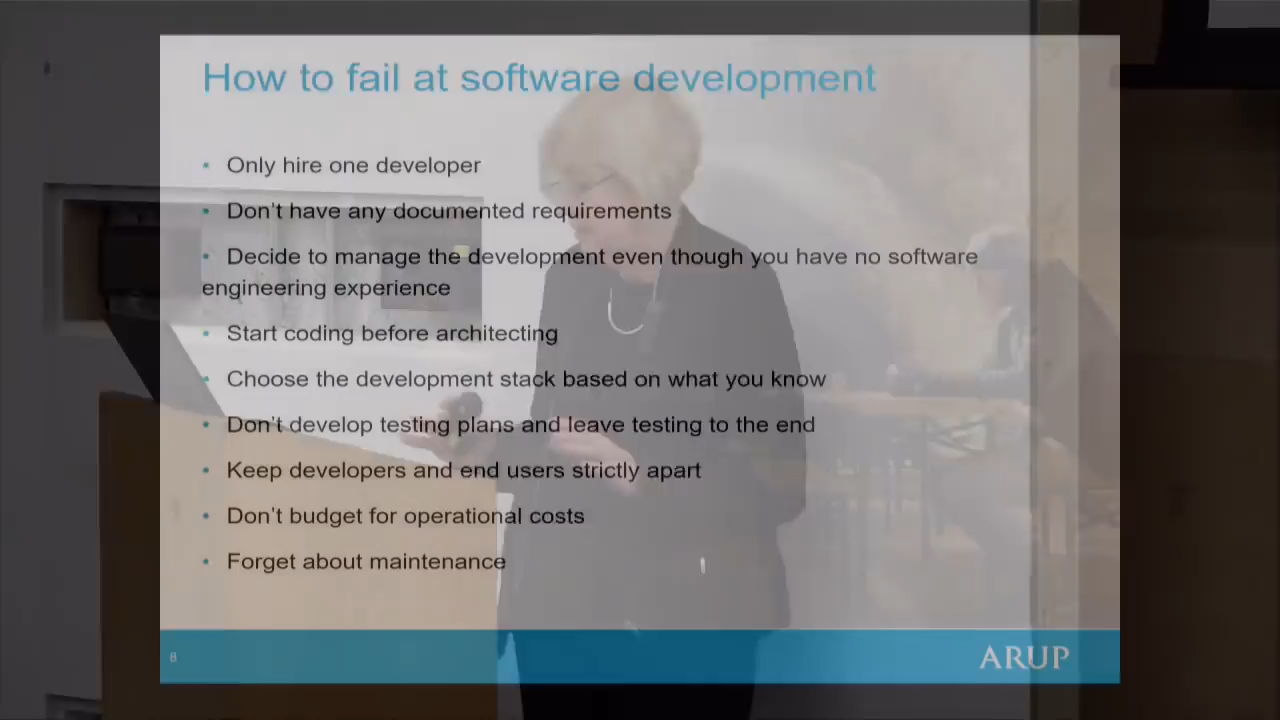 How to fail at software development
• Only hire one developer
• Don't have any documented requirements
• Decide to manage the development even though you have no software
engineering experience
• Start coding before architecting
• Choose the development stack based on what you know
• Don't develop testing plans and leave testing to the end
• Keep developers and end users strictly apart
• Don't budget for operational costs
• Forget about maintenance
8
ARUP